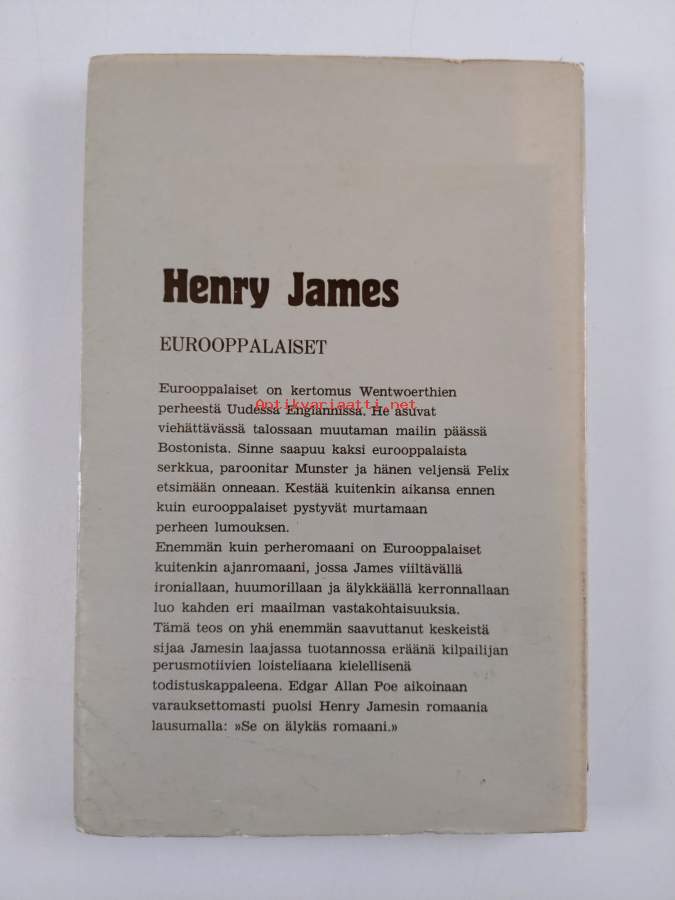 Henry James
EUROOPPALAISET
Eurooppalaiset on kertomus Wentwoerthien
perheestä Uudessa Englannissa. He asuvat
Antikvariaatti.net
viehättävässä talossaan muutaman mailin päässä
Bostonista. Sinne saapuu kaksi eurooppalaista
serkkua, paroonitar Munster ja hänen veljensä Felix
etsimään onneaan. Kestää kuitenkin aikansa ennen
kuin eurooppalaiset pystyvät murtamaan
perheen lumouksen.
Enemmän kuin perheromaani on Eurooppalaiset
kuitenkin ajanromaani, jossa James viiltävällä
ironiallaan, huumorillaan ja älykkäällä kerronnallaan
luo kahden eri maailman vastakohtaisuuksia.
Tämä teos on yhä enemmän saavuttanut keskeistä
sijaa Jamesin laajassa tuotannossa eräänä kilpailijan
perusmotiivien loisteliaana kielellisenä
todistuskappaleena. Edgar Allan Poe aikoinaan
varauksettomasti puolsi Henry Jamesin romaania
lausumalla: »Se on älykäs romaani.»